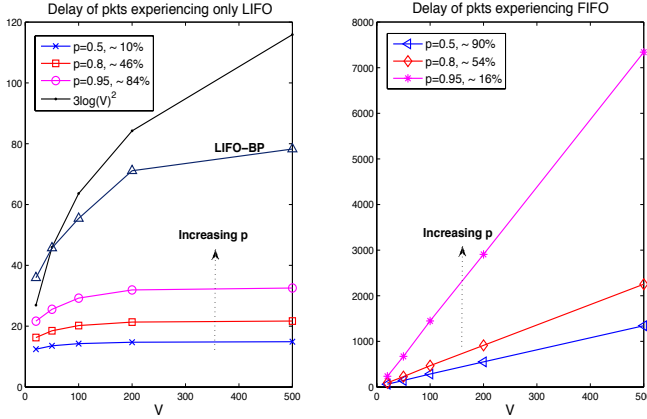 Delay of pkts experiencing only LIFO
120
100
80
60
40
20
0
p=0.5, ~ 10%
p=0.8, ~ 46%
p=0.95, ~ 84%
3log(V)²
LIFO−BP
Increasing p
0 100 200 300 400 500
V
Delay of pkts experiencing FIFO
8000
7000
6000
5000
4000
3000
2000
1000
0
p=0.5, ~ 90%
p=0.8, ~ 54%
p=0.95, ~ 16%
Increasing p
0 100 200 300 400 500
V